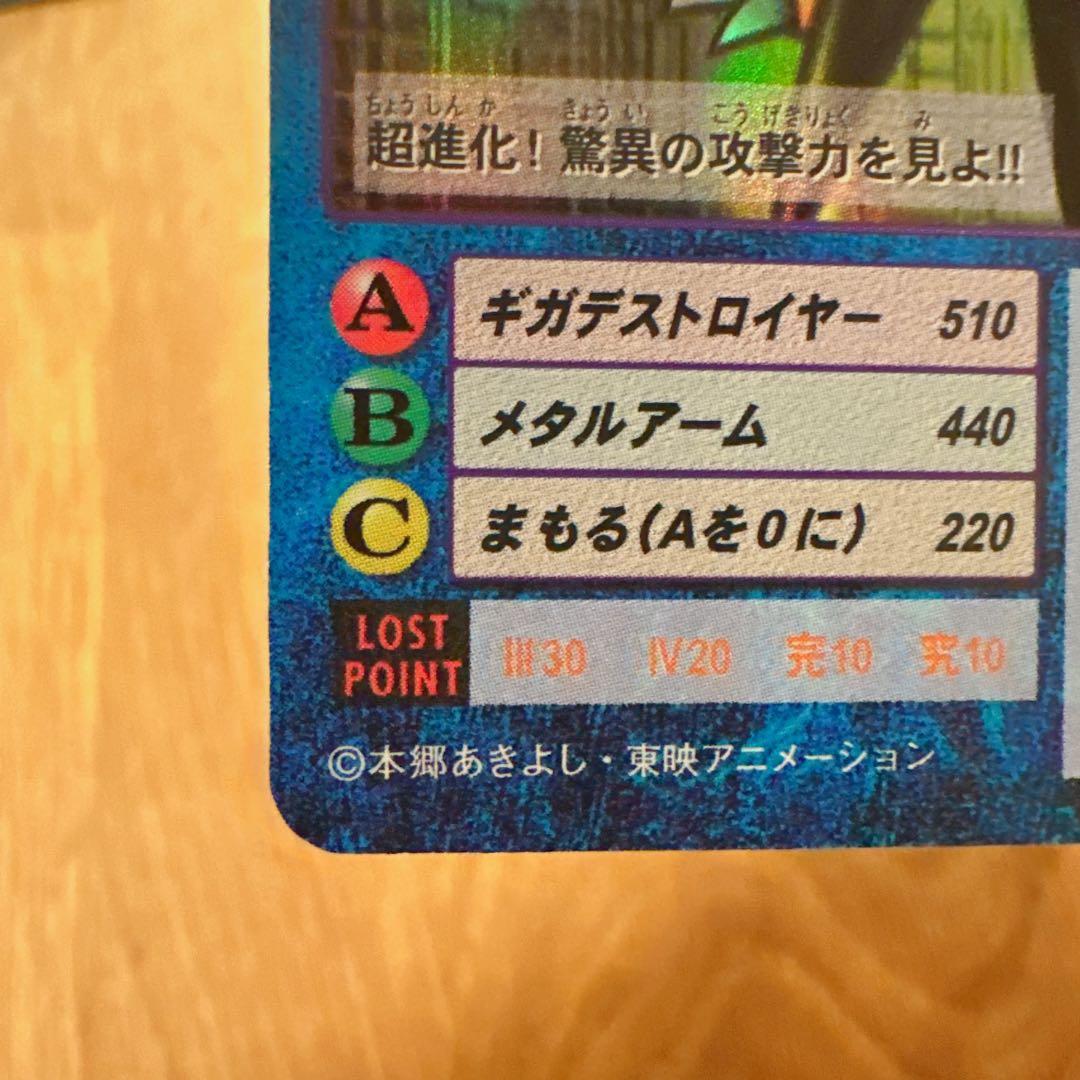 ちょうしんか きょうい こうげきりょく み
超進化！驚異の攻撃力を見よ!!
A ギガデストロイヤー 510
B メタルアーム 440
C まもる(Aを0に) 220
LOST POINT Ⅲ30 Ⅳ20 完10 究10
©本郷あきよし・東映アニメーション